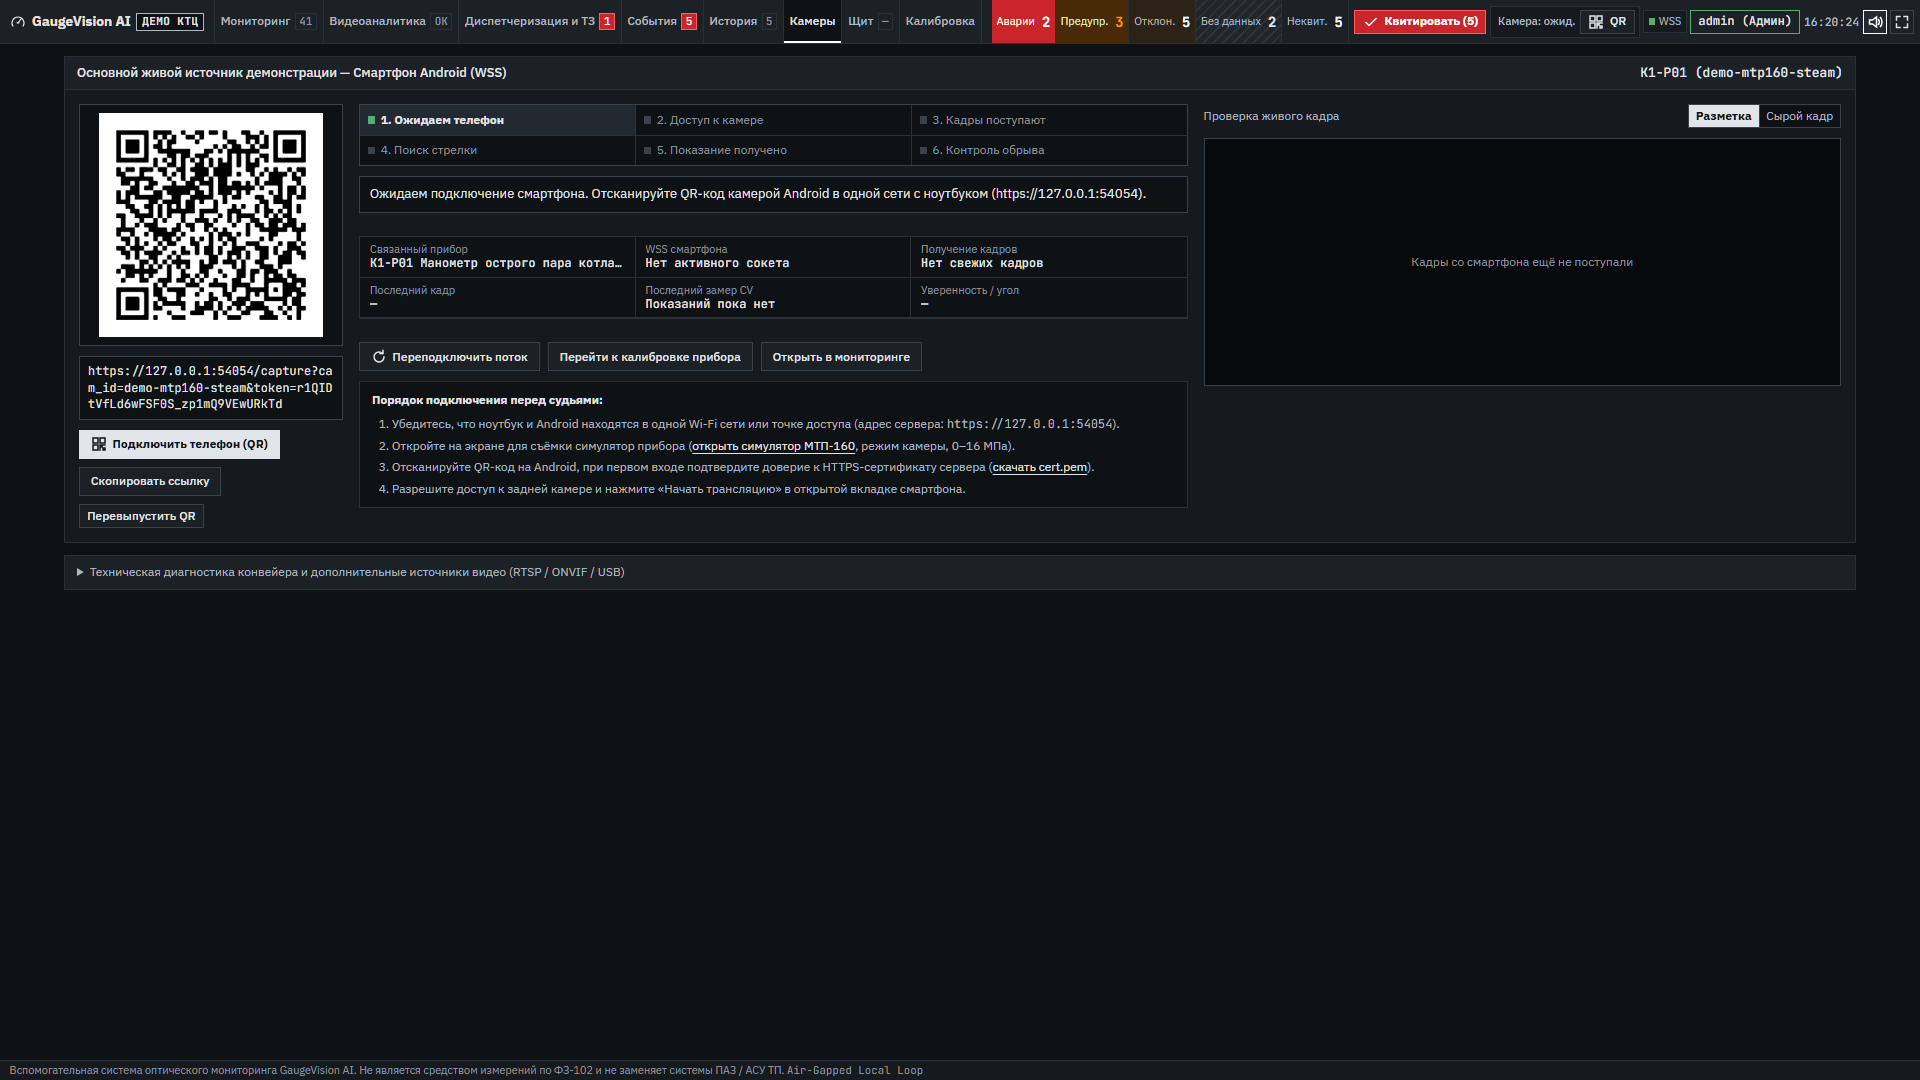 GaugeVision AI ДЕМО КТЦ Мониторинг 41 Видеоаналитика OK Диспетчеризация и ТЗ 1 События 5 История 5 Камеры Щит — Калибровка Аварии 2 Предупр. 3 Отклон. 5 Без данных 2 Неквит. 5 Квитировать (5) Камера: ожид. QR WSS admin (Админ) 16:20:24
Основной живой источник демонстрации — Смартфон Android (WSS)
K1-P01 (demo-mtp160-steam)
https://127.0.0.1:54054/capture?ca
m_id=demo-mtp160-steam&token=r1QID
tVfLd6wFSF0S_zp1mQ9VEwURkTd
Подключить телефон (QR)
Скопировать ссылку
Перевыпустить QR
1. Ожидаем телефон
2. Доступ к камере
3. Кадры поступают
4. Поиск стрелки
5. Показание получено
6. Контроль обрыва
Ожидаем подключение смартфона. Отсканируйте QR-код камерой Android в одной сети с ноутбуком (https://127.0.0.1:54054).
Связанный прибор
K1-P01 Манометр острого пара котла…
WSS смартфона
Нет активного сокета
Получение кадров
Нет свежих кадров
Последний кадр
—
Последний замер CV
Показаний пока нет
Уверенность / угол
—
Переподключить поток
Перейти к калибровке прибора
Открыть в мониторинге
Порядок подключения перед судьями:
1. Убедитесь, что ноутбук и Android находятся в одной Wi-Fi сети или точке доступа (адрес сервера: https://127.0.0.1:54054).
2. Откройте на экране для съёмки симулятор прибора (открыть симулятор МТП-160, режим камеры, 0–16 МПа).
3. Отсканируйте QR-код на Android, при первом входе подтвердите доверие к HTTPS-сертификату сервера (скачать cert.pem).
4. Разрешите доступ к задней камере и нажмите «Начать трансляцию» в открытой вкладке смартфона.
Проверка живого кадра
Разметка
Сырой кадр
Кадры со смартфона ещё не поступали
Техническая диагностика конвейера и дополнительные источники видео (RTSP / ONVIF / USB)
Вспомогательная система оптического мониторинга GaugeVision AI. Не является средством измерений по ФЗ-102 и не заменяет системы ПАЗ / АСУ ТП. Air-Gapped Local Loop